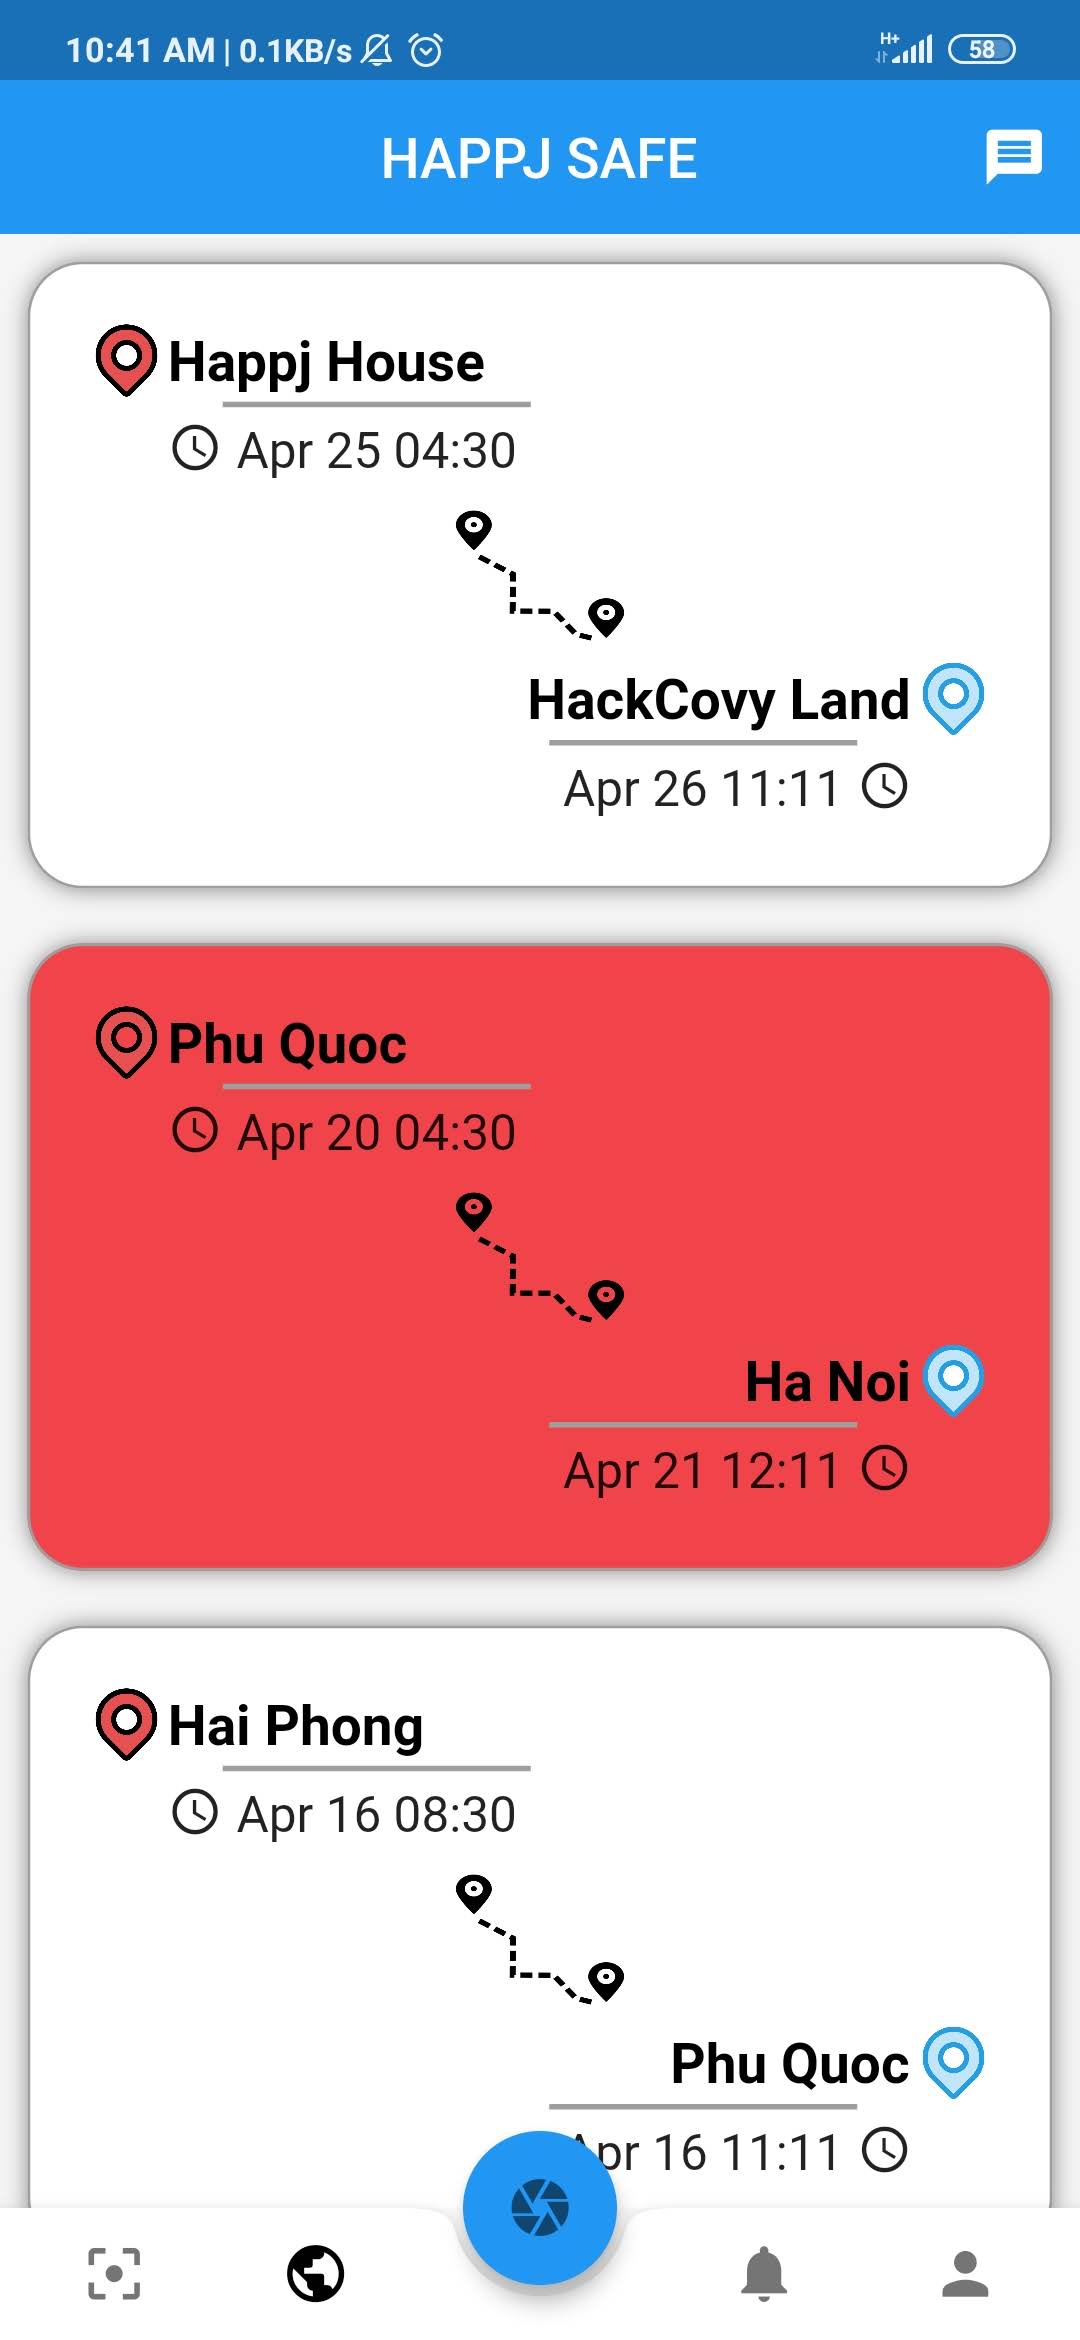 10:41 AM | 0.1KB/s
H+
58
HAPPJ SAFE
Happj House
Apr 25 04:30
HackCovy Land
Apr 26 11:11
Phu Quoc
Apr 20 04:30
Ha Noi
Apr 21 12:11
Hai Phong
Apr 16 08:30
Phu Quoc
Apr 16 11:11